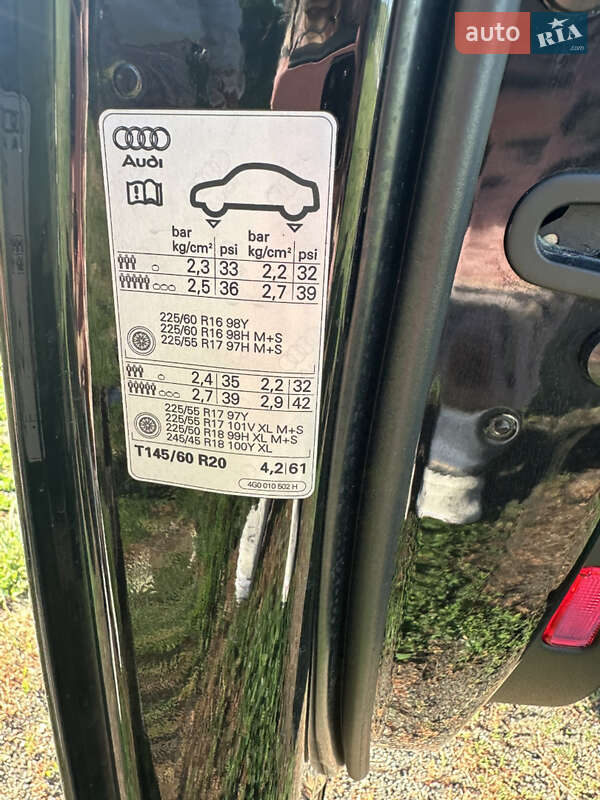 auto RIA .com
Audi
bar bar
kg/cm² psi kg/cm² psi
2,3 33 2,2 32
2,5 36 2,7 39
225/60 R16 98Y
225/60 R16 98H M+S
225/55 R17 97H M+S
2,4 35 2,2 32
2,7 39 2,9 42
225/55 R17 97Y
225/55 R17 101V XL M+S
225/50 R18 99H XL M+S
245/45 R18 100Y XL
T145/60 R20 4,2 61
4G0 010 502 H